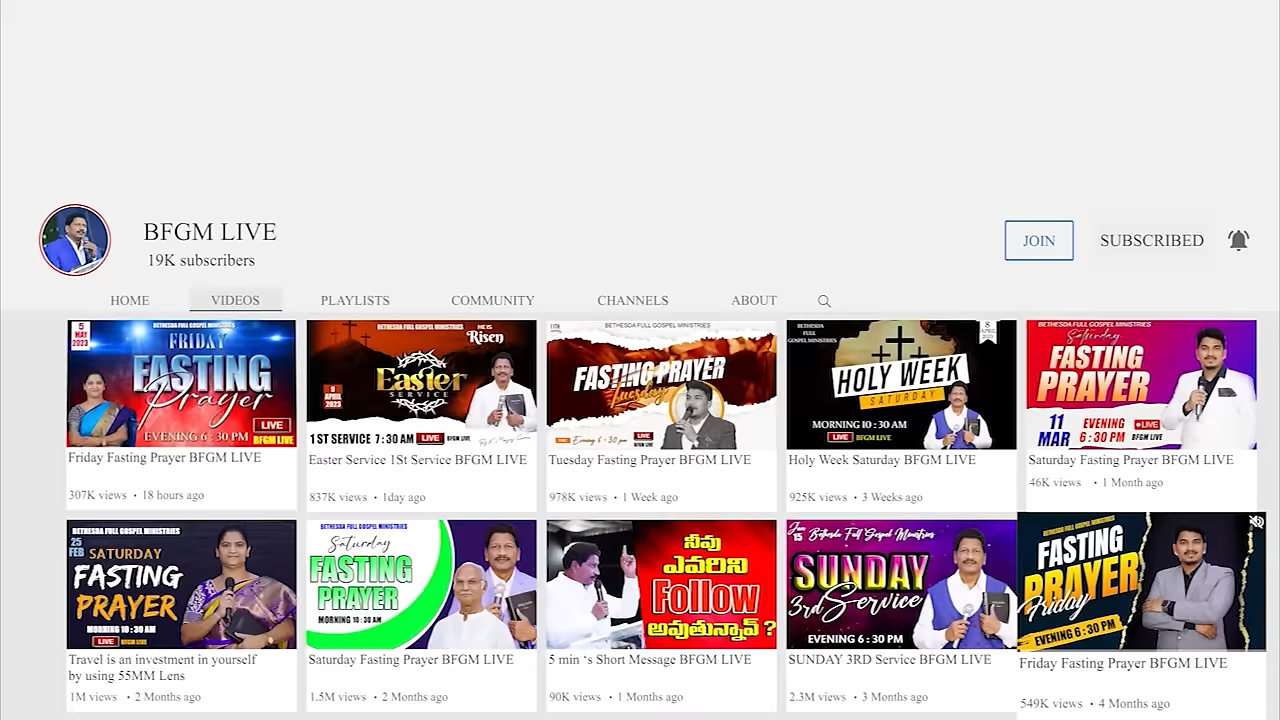 BFGM LIVE
19K subscribers
JOIN
SUBSCRIBED
HOME
VIDEOS
PLAYLISTS
COMMUNITY
CHANNELS
ABOUT
5
MAY
2023
BETHESDA FULL GOSPEL MINISTRIES
FRIDAY
FASTING
Prayer
LIVE
EVENING 6 : 30 PM
BFGM LIVE
Friday Fasting Prayer BFGM LIVE
307K views • 18 hours ago
BETHESDA FULL GOSPEL MINISTRIES
HE IS
Risen
Easter
SERVICE
9
APRIL
2023
1ST SERVICE 7 : 30 AM
LIVE
BFGM LIVE
Easter Service 1St Service BFGM LIVE
837K views • 1day ago
BETHESDA FULL GOSPEL MINISTRIES
FASTING PRAYER
Tuesday
Evening 6 : 30 pm
LIVE
BFGM LIVE
Tuesday Fasting Prayer BFGM LIVE
978K views • 1 Week ago
BETHESDA
FULL
GOSPEL MINISTRIES
8
APRIL
2023
HOLY WEEK
SATURDAY
MORNING 10 : 30 AM
LIVE
BFGM LIVE
Holy Week Saturday BFGM LIVE
925K views • 3 Weeks ago
BETHESDA FULL GOSPEL MINISTRIES
Saturday
FASTING
PRAYER
11
MAR
EVENING
6 : 30 PM
LIVE
BFGM LIVE
Saturday Fasting Prayer BFGM LIVE
46K views • 1 Month ago
BETHESDA FULL GOSPEL MINISTRIES
25
FEB
SATURDAY
FASTING
PRAYER
MORNING 10 : 30 AM
LIVE
BFGM LIVE
Travel is an investment in yourself
by using 55MM Lens
1M views • 2 Months ago
BETHESDA FULL GOSPEL MINISTRIES
Saturday
FASTING
PRAYER
MORNING 10 : 30 AM
Saturday Fasting Prayer BFGM LIVE
1.5M views • 2 Months ago
నీవు
ఎవరిని
Follow
అవుతున్నావ్ ?
5 min ‘s Short Message BFGM LIVE
90K views • 1 Months ago
Jan
15
Bethesda Full Gospel Ministries
SUNDAY
3rd Service
EVENING 6 : 30 PM
SUNDAY 3RD Service BFGM LIVE
2.3M views • 3 Months ago
BETHESDA FULL GOSPEL MINISTRIES
FASTING
PRAYER
Friday
EVENING 6 : 30 PM
Friday Fasting Prayer BFGM LIVE
549K views • 4 Months ago